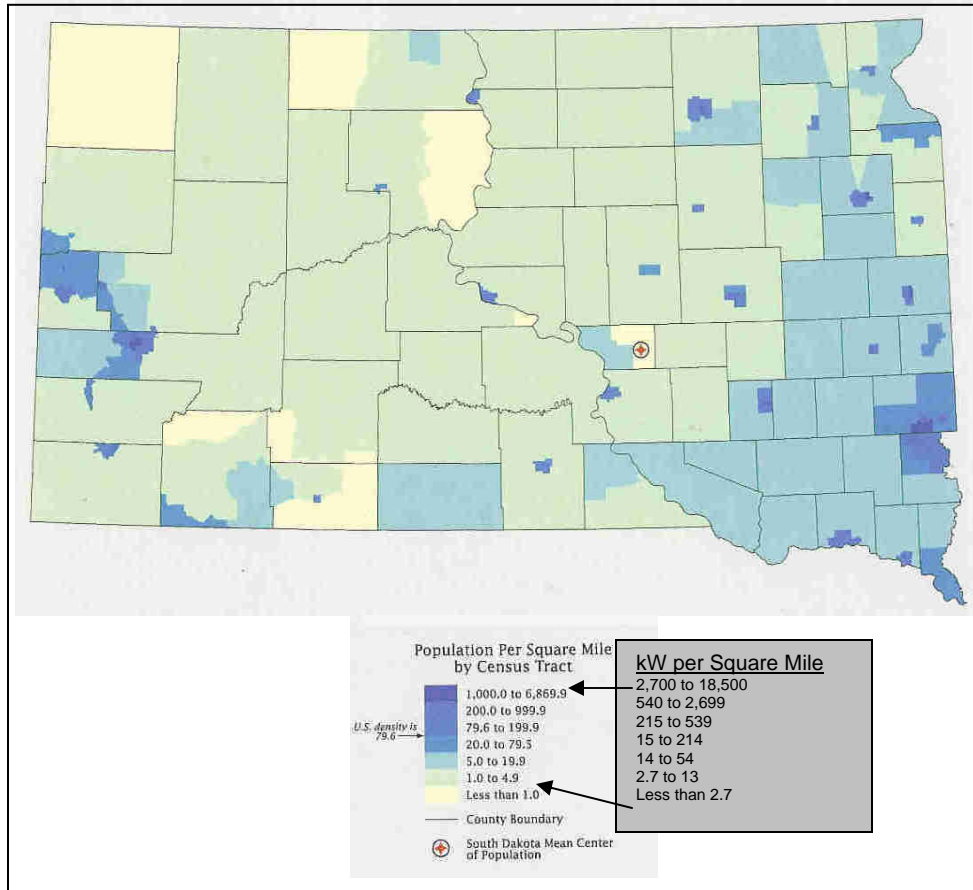 Population Per Square Mile
by Census Tract
1,000.0 to 6,869.9
200.0 to 999.9
79.6 to 199.9
20.0 to 79.5
5.0 to 19.9
1.0 to 4.9
Less than 1.0
U.S. density is
79.6
County Boundary
South Dakota Mean Center
of Population
kW per Square Mile
2,700 to 18,500
540 to 2,699
215 to 539
15 to 214
14 to 54
2.7 to 13
Less than 2.7